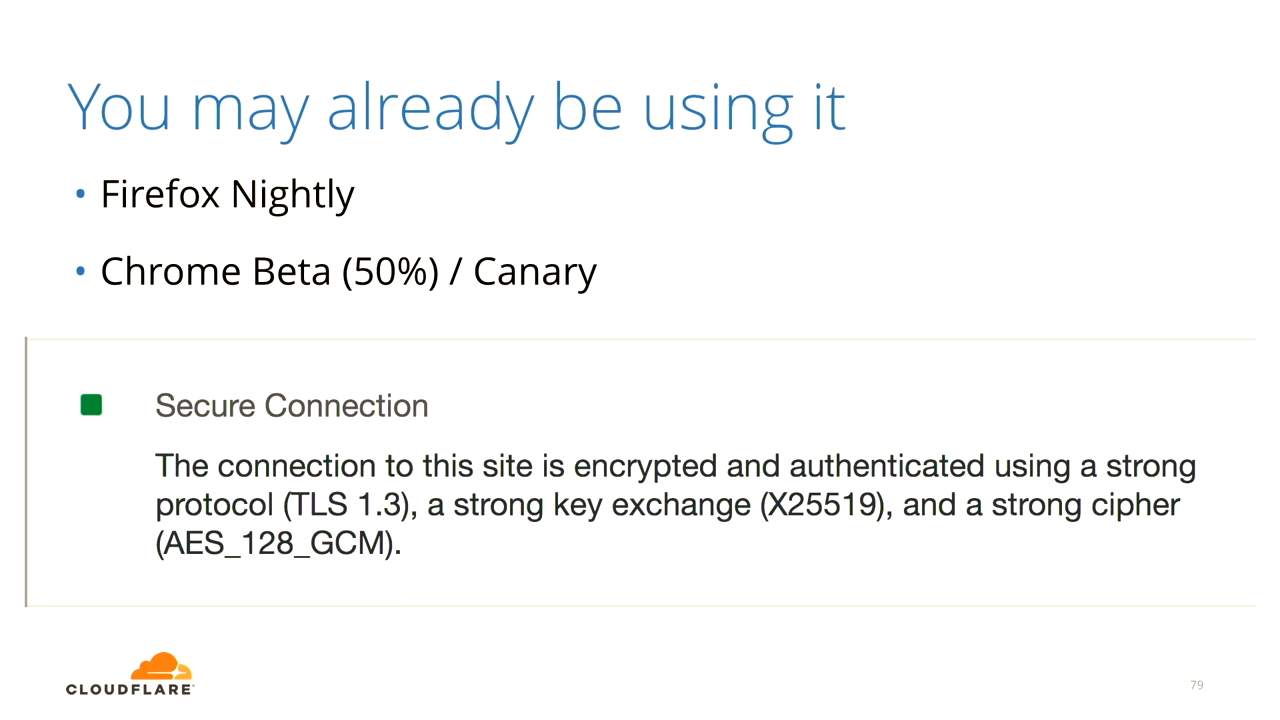 You may already be using it
• Firefox Nightly
• Chrome Beta (50%) / Canary
Secure Connection
The connection to this site is encrypted and authenticated using a strong
protocol (TLS 1.3), a strong key exchange (X25519), and a strong cipher
(AES_128_GCM).
CLOUDFLARE
79